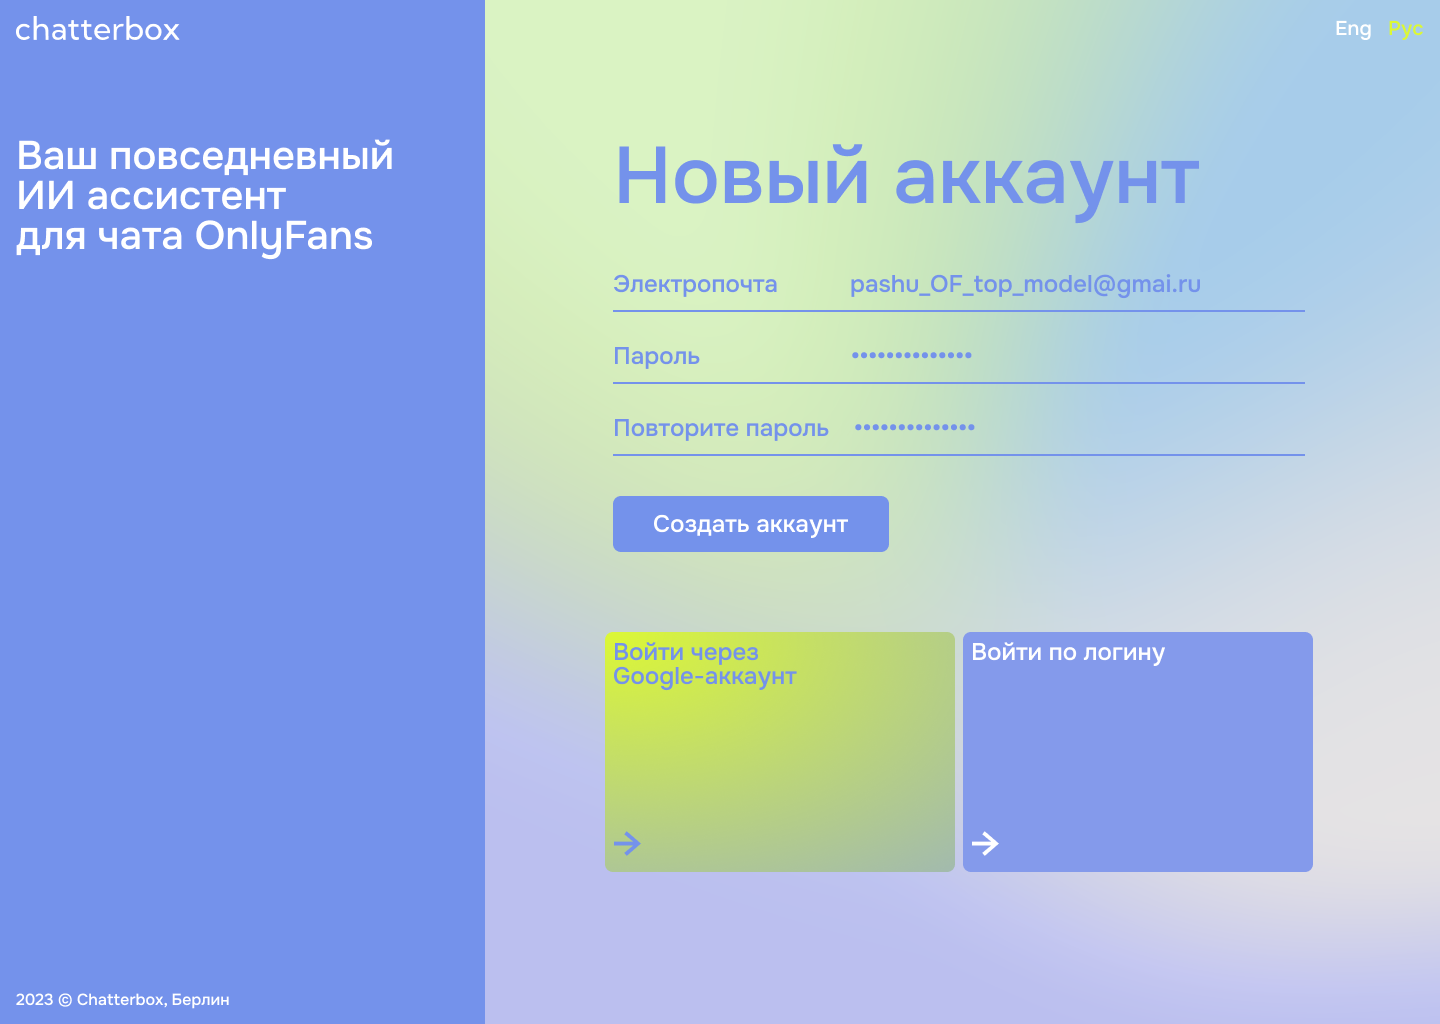 chatterbox
Eng Рус
Ваш повседневный
ИИ ассистент
для чата OnlyFans
Новый аккаунт
Электропочта pashu_OF_top_model@gmai.ru
Пароль ••••••••••••••
Повторите пароль ••••••••••••••
Создать аккаунт
Войти через
Google-аккаунт
Войти по логину
2023 © Chatterbox, Берлин